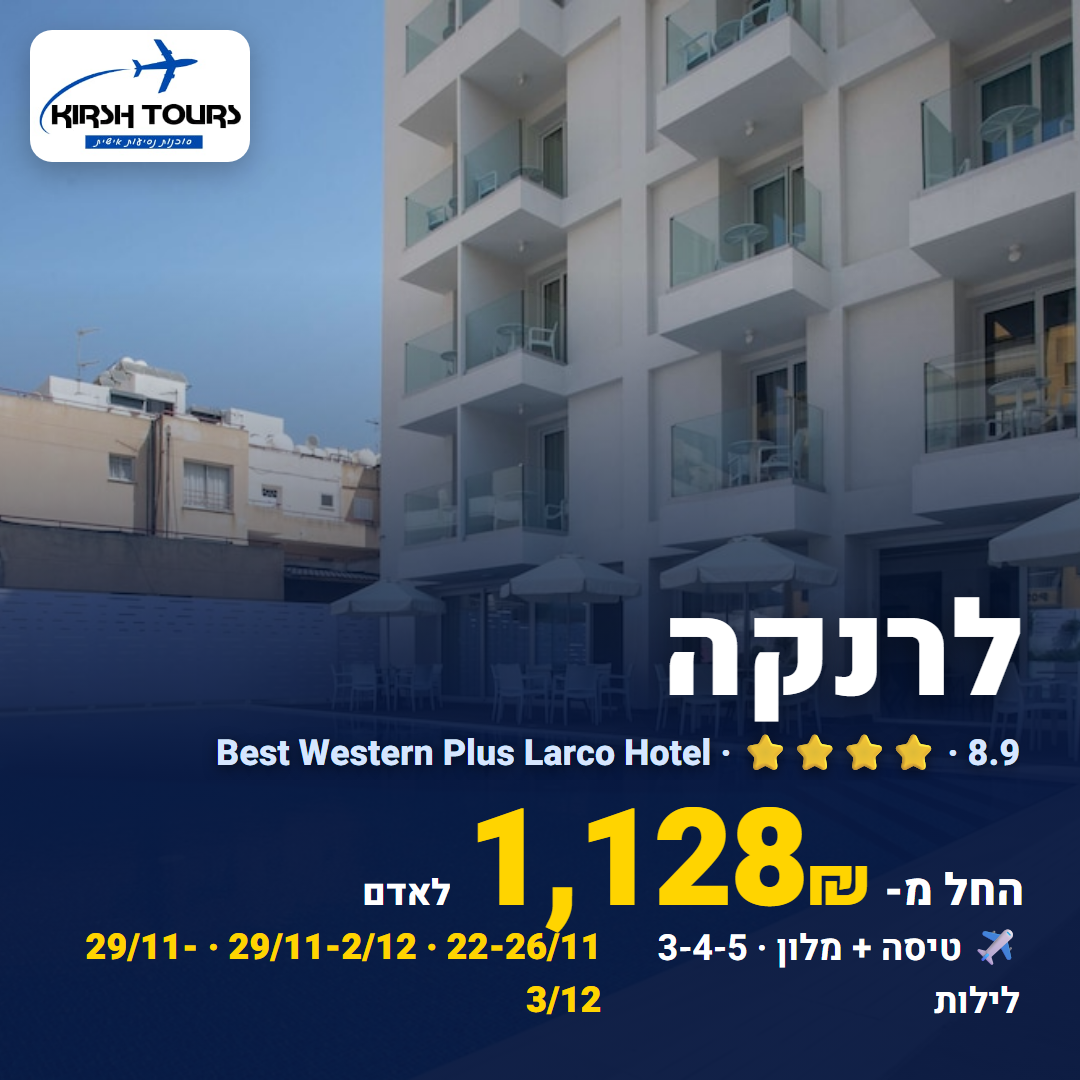 KIRSH TOURS
סוכנות נסיעות אישית
לרנקה
Best Western Plus Larco Hotel · ⭐⭐⭐⭐ · 8.9
החל מ- ₪1,128 לאדם
✈️ טיסה + מלון · 3-4-5
לילות
22-26/11 · 29/11-2/12 · 29/11-
3/12